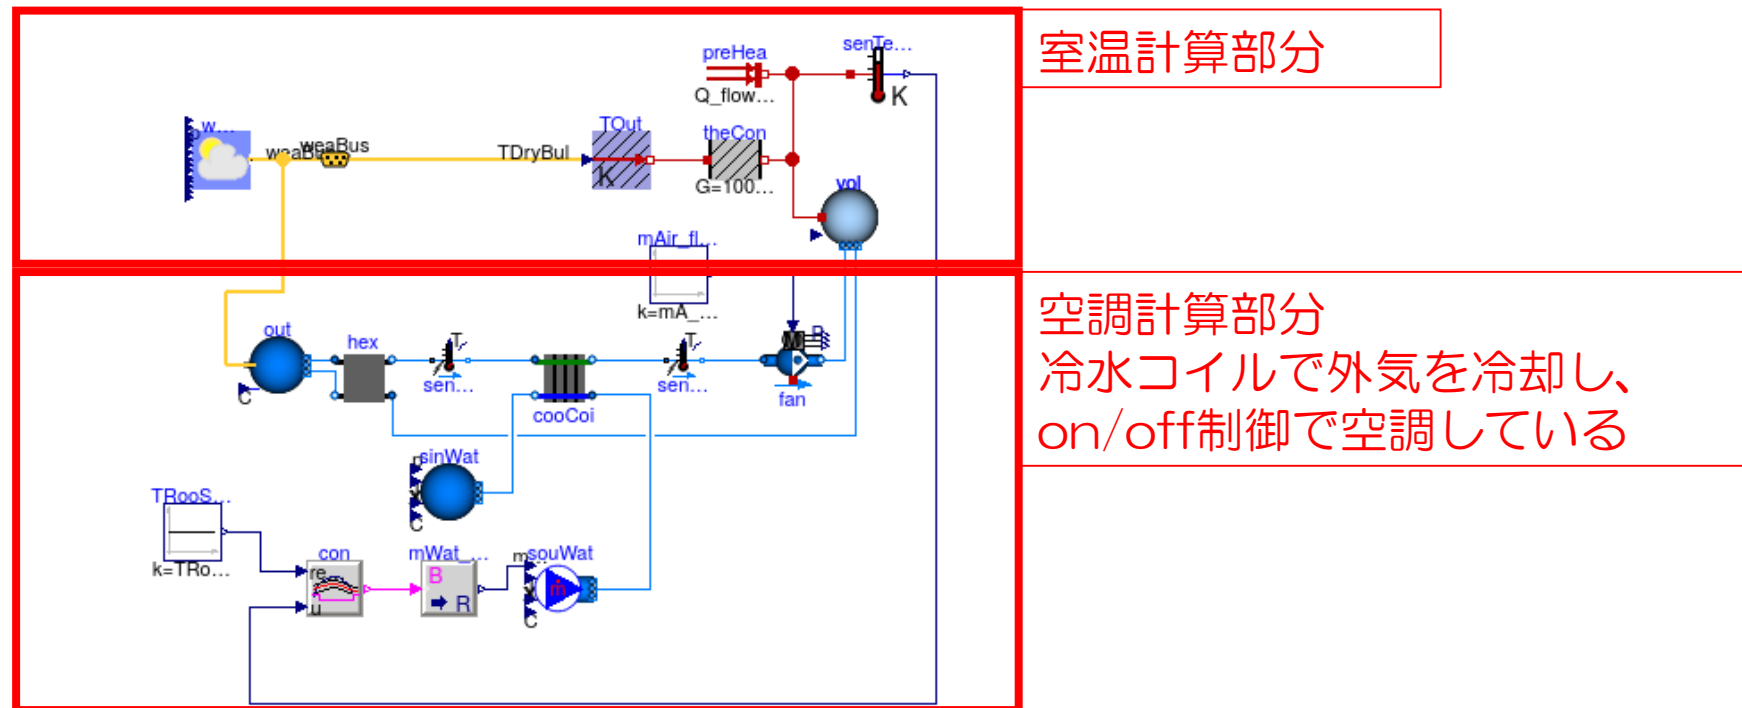 室温計算部分
preHea
senTe...
Q_flow...
K
w...
weaBus
weaBus
TDryBul
TOut
K
theCon
G=100...
vol
mAir_fl...
k=mA_...
空調計算部分
冷水コイルで外気を冷却し、
on/off制御で空調している
out
hex
T
T
M
P
C
sen...
sen...
fan
cooCoi
sinWat
p
X
C
TRooS...
k=TRo...
con
re...
u
mWat_...
B
R
m...
souWat
X
ṁ
C